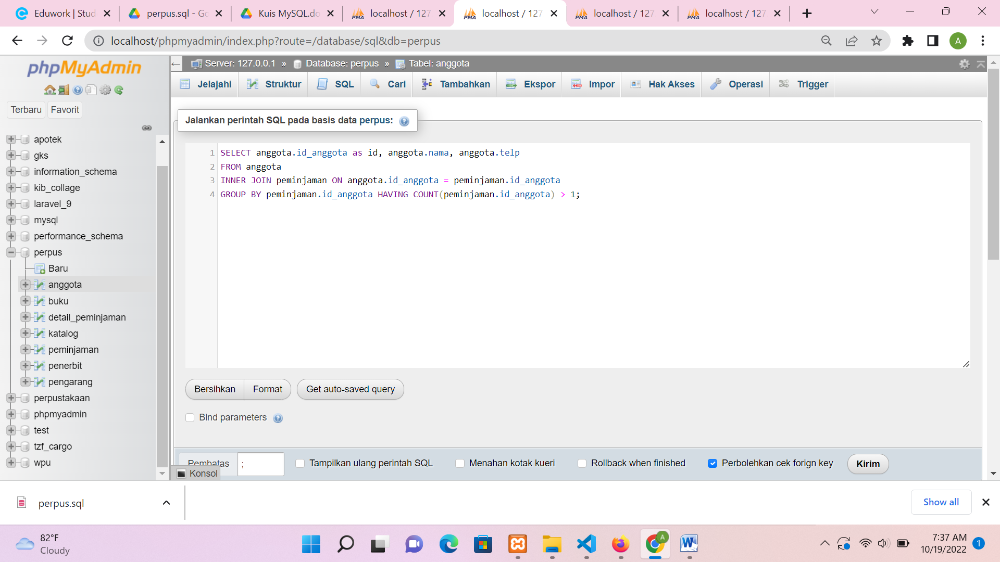 Eduwork | Stud
perpus.sql - Go
Kuis MySQL.do
localhost / 127
localhost / 127
localhost / 127
localhost / 127
localhost/phpmyadmin/index.php?route=/database/sql&db=perpus
A
phpMyAdmin
Terbaru
Favorit
apotek
gks
information_schema
kib_collage
laravel_9
mysql
performance_schema
perpus
Baru
anggota
buku
detail_peminjaman
katalog
peminjaman
penerbit
pengarang
perpustakaan
phpmyadmin
test
tzf_cargo
wpu
Server: 127.0.0.1 » Database: perpus » Tabel: anggota
Jelajahi
Struktur
SQL
Cari
Tambahkan
Ekspor
Impor
Hak Akses
Operasi
Trigger
Jalankan perintah SQL pada basis data perpus:
1 SELECT anggota.id_anggota as id, anggota.nama, anggota.telp
2 FROM anggota
3 INNER JOIN peminjaman ON anggota.id_anggota = peminjaman.id_anggota
4 GROUP BY peminjaman.id_anggota HAVING COUNT(peminjaman.id_anggota) > 1;
Bersihkan
Format
Get auto-saved query
Bind parameters
Pembatas
;
Tampilkan ulang perintah SQL
Menahan kotak kueri
Rollback when finished
Perbolehkan cek forign key
Kirim
Konsol
perpus.sql
Show all
82°F
Cloudy
A
7:37 AM
10/19/2022
1